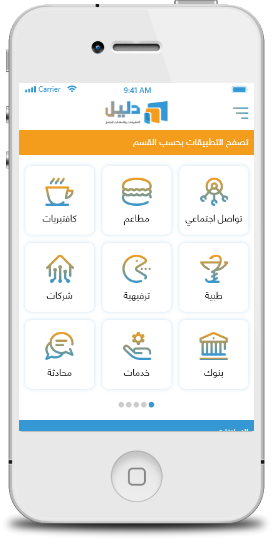 Carrier
9:41 AM
دليل
تصفح التطبيقات بحسب القسم
تواصل اجتماعي
مطاعم
كافتيريات
طبية
ترفيهية
شركات
بنوك
خدمات
محادثة